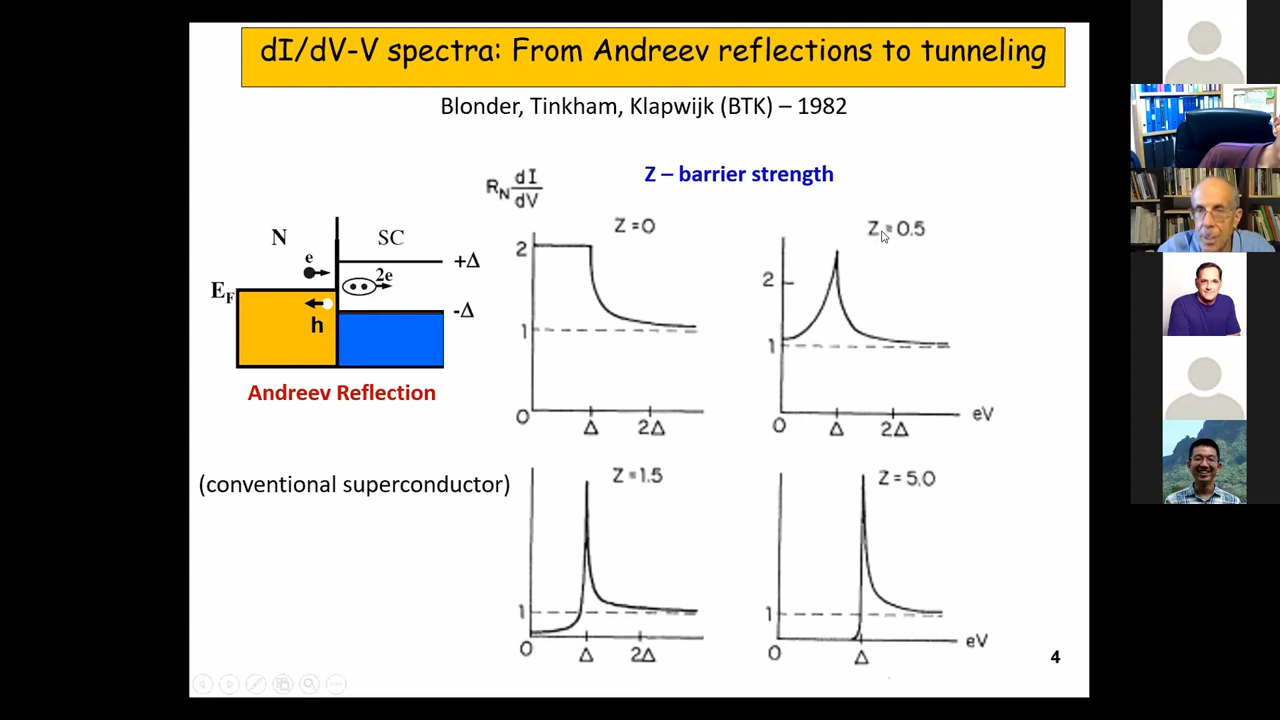 dI/dV-V spectra: From Andreev reflections to tunneling
Blonder, Tinkham, Klapwijk (BTK) – 1982
Z – barrier strength
N
SC
e
2e
+Δ
E_F
-Δ
h
Andreev Reflection
(conventional superconductor)
R_N dI/dV
Z = 0
2
1
0
Δ
2Δ
Z = 0.5
2
1
0
Δ
2Δ
eV
Z = 1.5
1
0
Δ
2Δ
Z = 5.0
1
0
Δ
eV
4